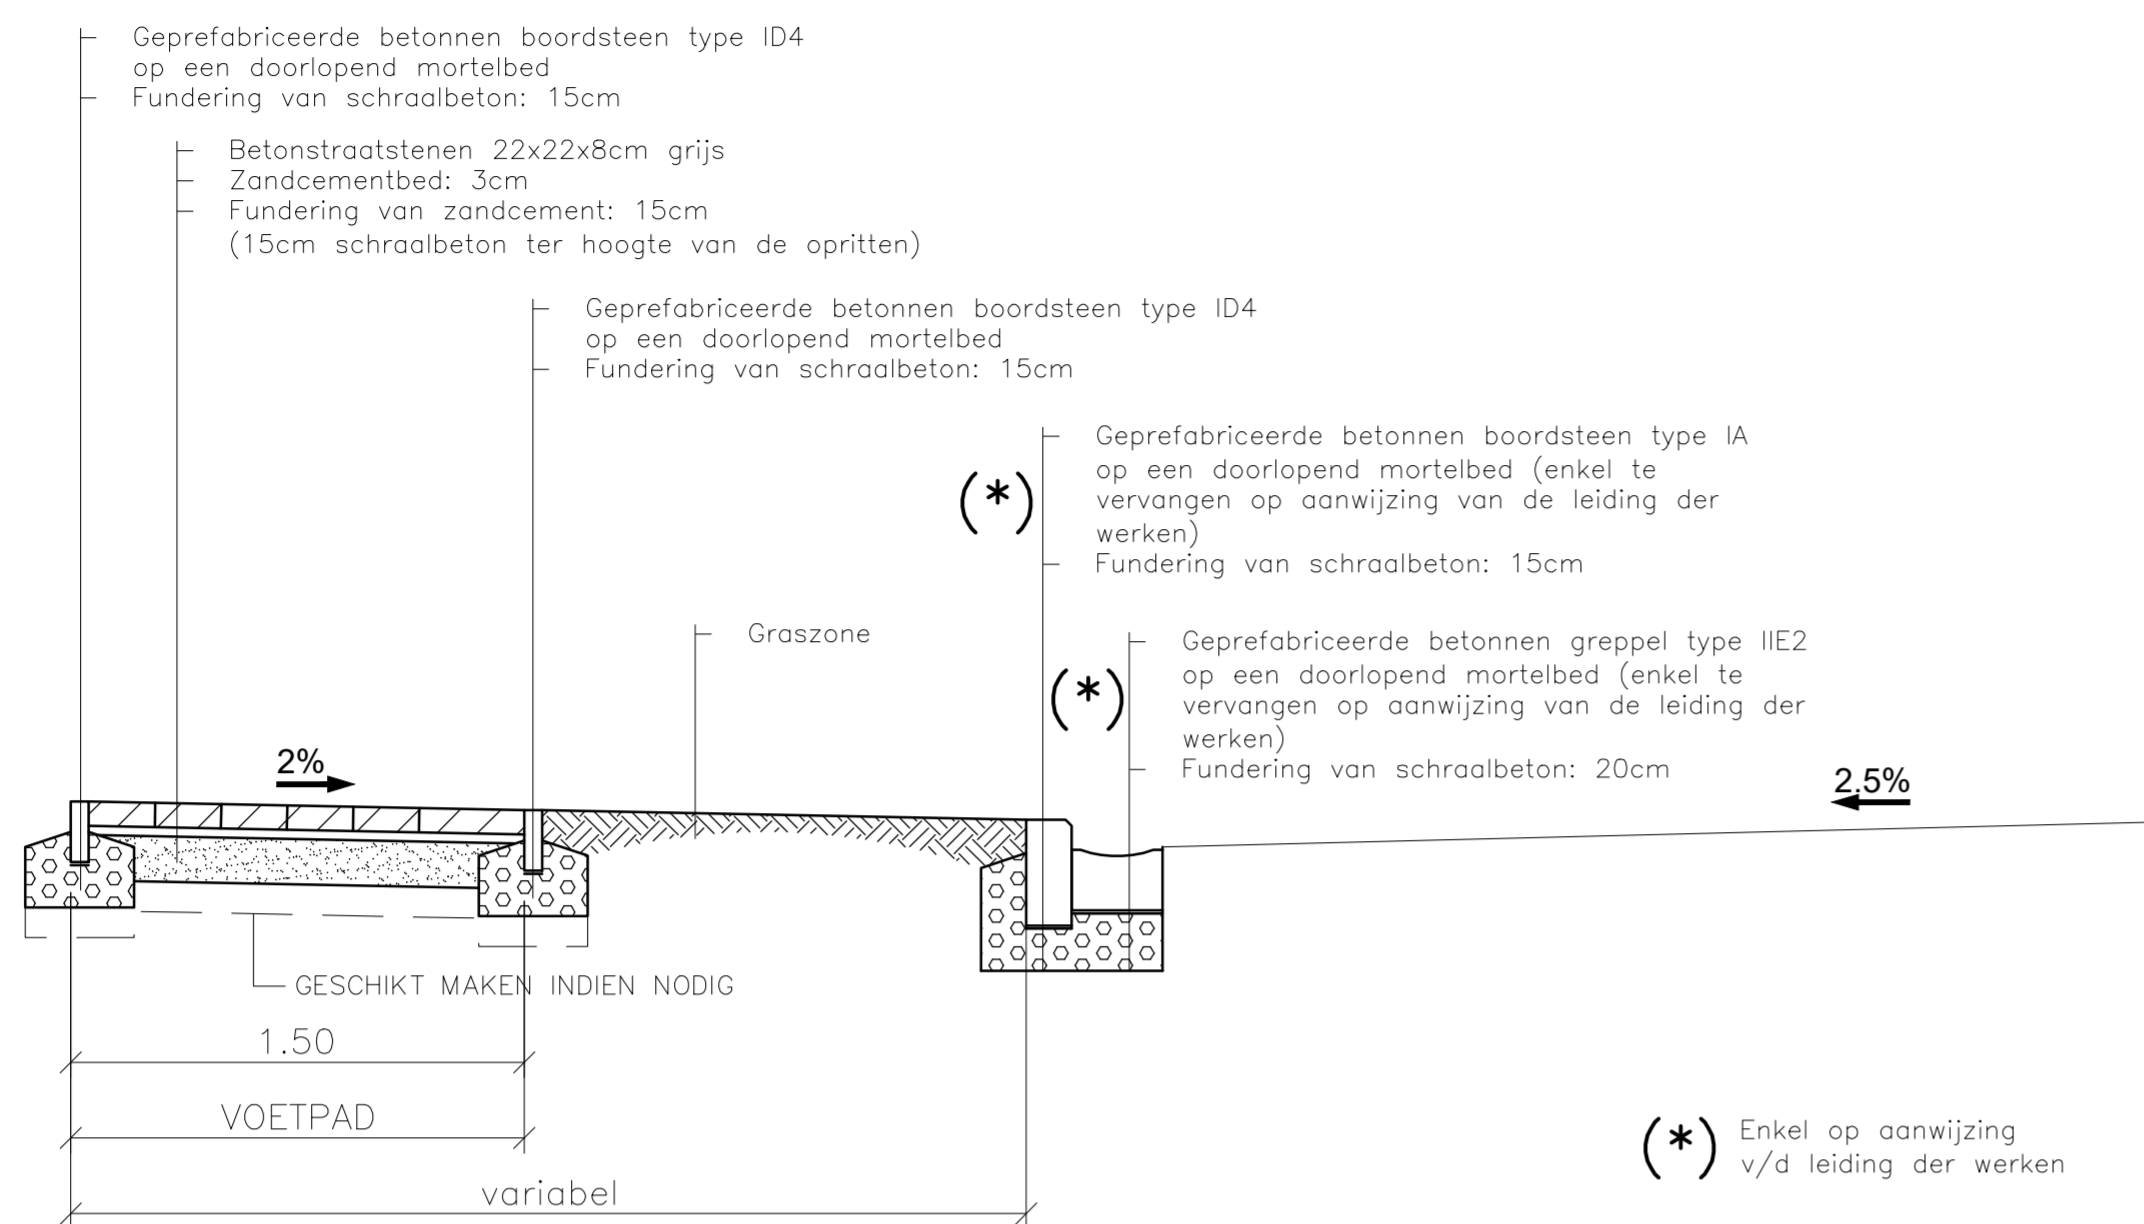 Geprefabriceerde betonnen boordsteen type ID4
op een doorlopend mortelbed
Fundering van schraalbeton: 15cm
Betonstraatstenen 22x22x8cm grijs
Zandcementbed: 3cm
Fundering van zandcement: 15cm
(15cm schraalbeton ter hoogte van de opritten)
Geprefabriceerde betonnen boordsteen type ID4
op een doorlopend mortelbed
Fundering van schraalbeton: 15cm
Geprefabriceerde betonnen boordsteen type IA
op een doorlopend mortelbed (enkel te
vervangen op aanwijzing van de leiding der
werken)
Fundering van schraalbeton: 15cm
(*)
Graszone
Geprefabriceerde betonnen greppel type IIE2
op een doorlopend mortelbed (enkel te
vervangen op aanwijzing van de leiding der
werken)
Fundering van schraalbeton: 20cm
(*)
2%
2.5%
GESCHIKT MAKEN INDIEN NODIG
1.50
VOETPAD
variabel
(*) Enkel op aanwijzing
v/d leiding der werken